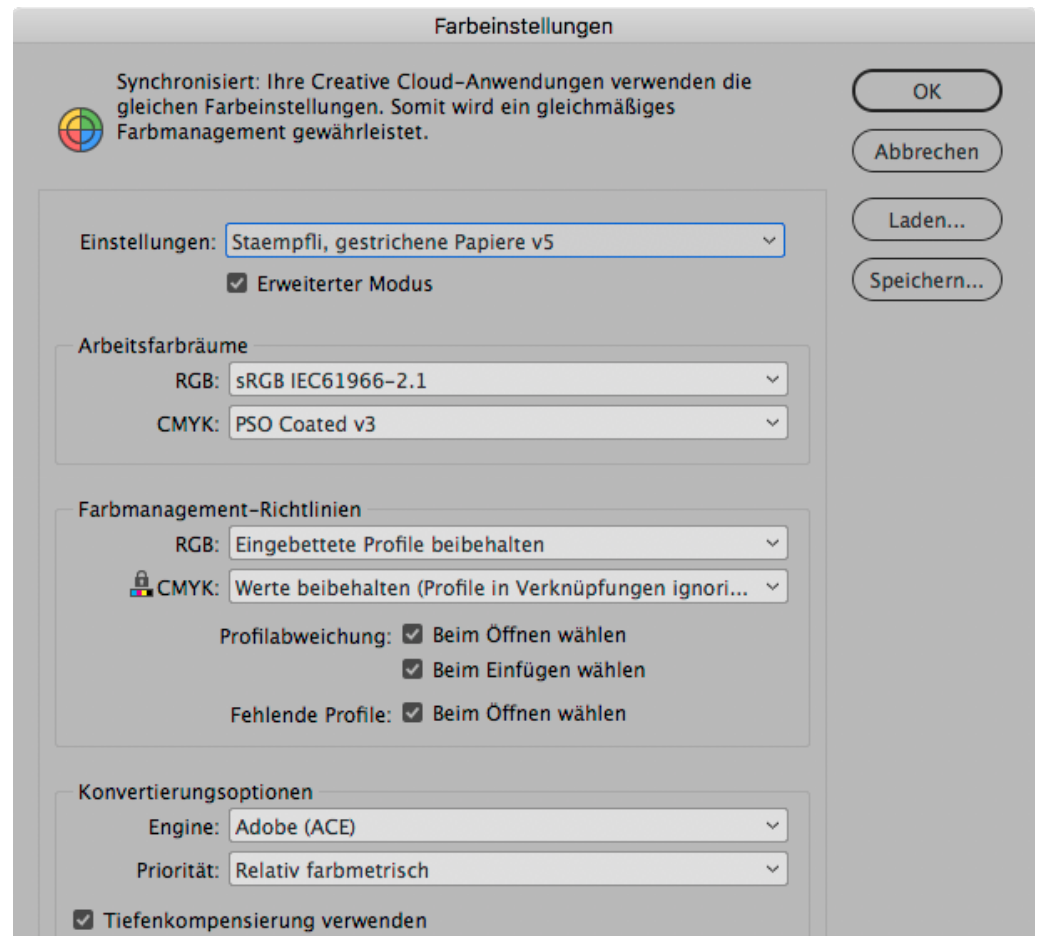 Farbeinstellungen
Synchronisiert: Ihre Creative Cloud-Anwendungen verwenden die
gleichen Farbeinstellungen. Somit wird ein gleichmäßiges
Farbmanagement gewährleistet.
OK
Abbrechen
Laden...
Speichern...
Einstellungen: Staempfli, gestrichene Papiere v5
Erweiterter Modus
Arbeitsfarbräume
RGB: sRGB IEC61966-2.1
CMYK: PSO Coated v3
Farbmanagement-Richtlinien
RGB: Eingebettete Profile beibehalten
CMYK: Werte beibehalten (Profile in Verknüpfungen ignori...
Profilabweichung: Beim Öffnen wählen
Beim Einfügen wählen
Fehlende Profile: Beim Öffnen wählen
Konvertierungsoptionen
Engine: Adobe (ACE)
Priorität: Relativ farbmetrisch
Tiefenkompensierung verwenden